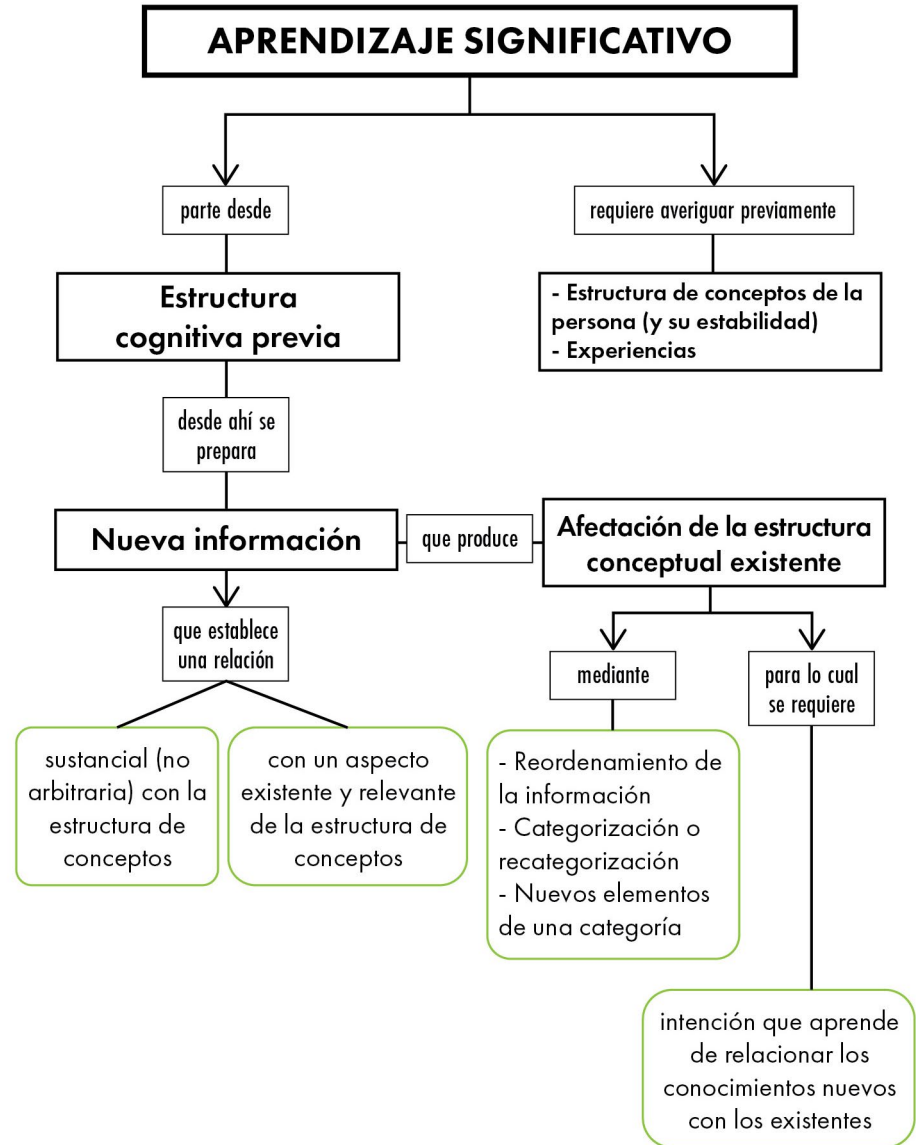 APRENDIZAJE SIGNIFICATIVO
parte desde
requiere averiguar previamente
Estructura
cognitiva previa
- Estructura de conceptos de la
persona (y su estabilidad)
- Experiencias
desde ahí se
prepara
Nueva información
que produce
Afectación de la estructura
conceptual existente
que establece
una relación
mediante
para lo cual
se requiere
sustancial (no
arbitraria) con la
estructura de
conceptos
con un aspecto
existente y relevante
de la estructura de
conceptos
- Reordenamiento de
la información
- Categorización o
recategorización
- Nuevos elementos
de una categoría
intención que aprende
de relacionar los
conocimientos nuevos
con los existentes